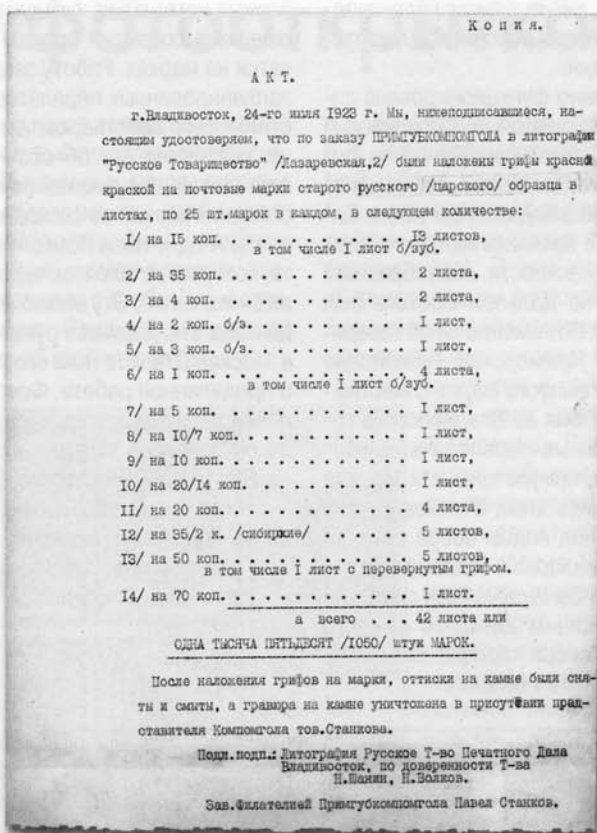 Копия.
АКТ.
г.Владивосток, 24-го июля 1923 г. Мы, нижеподписавшиеся, на-
стоящим удостоверяем, что по заказу ПРИМГУБКОМПОМГОЛА в литографии
"Русское Товарищество" /Лазаревская,2/ были наложены грифы красной
краской на почтовые марки старого русского /царского/ образца в
листах, по 25 шт.марок в каждом, в следущем количестве:
I/ на I5 коп. . . . . . . . . . . . . I3 листов,
в том числе I лист б/зуб.
2/ на 35 коп. . . . . . . . . . . . . 2 листа,
3/ на 4 коп. . . . . . . . . . . . . 2 листа,
4/ на 2 коп. б/з. . . . . . . . . . . I лист,
5/ на 3 коп. б/з. . . . . . . . . . . I лист,
6/ на I коп. . . . . . . . . . . . . 4 листа,
в том числе I лист б/зуб.
7/ на 5 коп. . . . . . . . . . . . . I лист,
8/ на IO/7 коп. . . . . . . . . . . . I лист,
9/ на IO коп. . . . . . . . . . . . . I лист,
IO/ на 20/I4 коп. . . . . . . . . . . I лист,
II/ на 20 коп. . . . . . . . . . . . 4 листа,
I2/ на 35/2 к. /сибирские/ 5 листов,
I3/ на 50 коп. . . . . . . . . . . . 5 листов,
в том числе I лист с перевернутым грифом.
I4/ на 70 коп. . . . . . . . . . . . I лист.
а всего . . . 42 листа или
ОДНА ТЫСЯЧА ПЯТЬДЕСЯТ /I050/ штук МАРОК.
После наложения грифов на марки, оттиски на камне были сня-
ты и смыты, а гравюра на камне уничтожена в присутствии пред-
ставителя Компомгола тов.Станкова.
Подл.подп.: Литография Русское Т-во Печатного Дела
Владивосток, по доверенности Т-ва
Н.Шанин, Н.Волков.
Зав.Филателией Примгубкомпомгола Павел Станков.